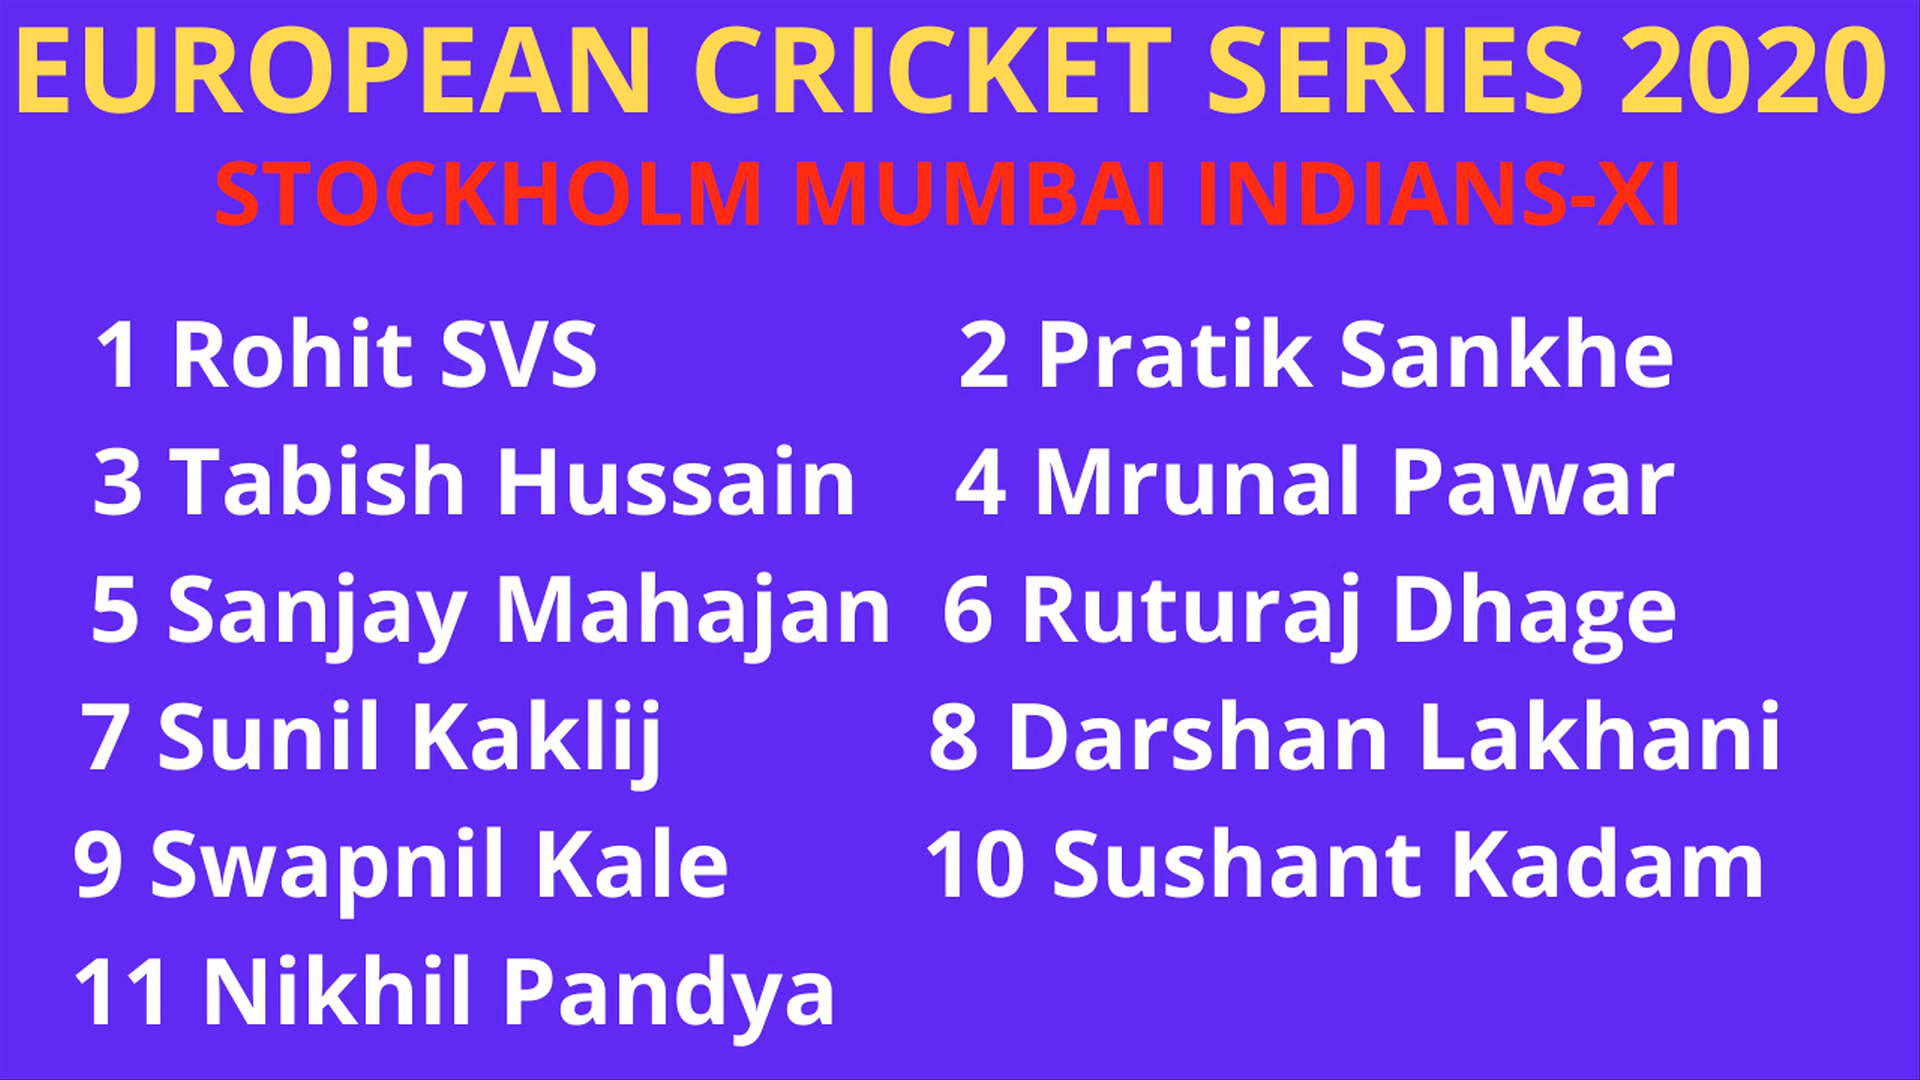 EUROPEAN CRICKET SERIES 2020
STOCKHOLM MUMBAI INDIANS-XI
1 Rohit SVS 2 Pratik Sankhe
3 Tabish Hussain 4 Mrunal Pawar
5 Sanjay Mahajan 6 Ruturaj Dhage
7 Sunil Kaklij 8 Darshan Lakhani
9 Swapnil Kale 10 Sushant Kadam
11 Nikhil Pandya